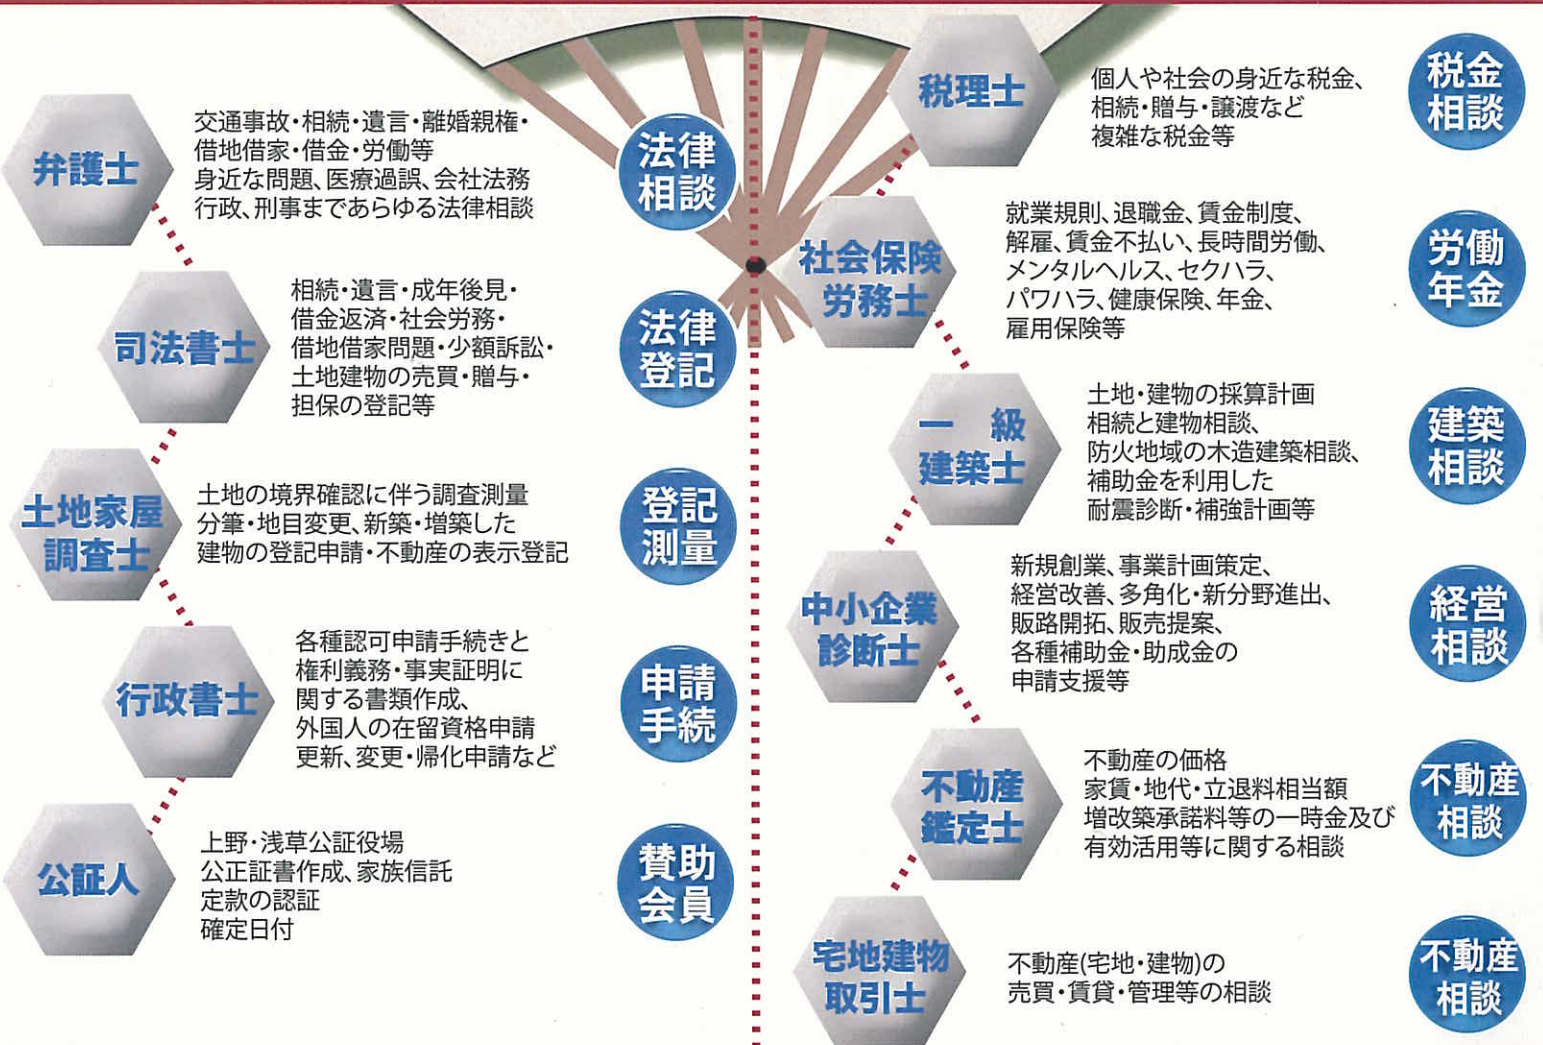 弁護士
交通事故・相続・遺言・離婚親権・
借地借家・借金・労働等
身近な問題、医療過誤、会社法務
行政、刑事まであらゆる法律相談
法律
相談
司法書士
相続・遺言・成年後見・
借金返済・社会労務・
借地借家問題・少額訴訟・
土地建物の売買・贈与・
担保の登記等
法律
登記
土地家屋
調査士
土地の境界確認に伴う調査測量
分筆・地目変更、新築・増築した
建物の登記申請・不動産の表示登記
登記
測量
行政書士
各種認可申請手続きと
権利義務・事実証明に
関する書類作成、
外国人の在留資格申請
更新、変更・帰化申請など
申請
手続
公証人
上野・浅草公証役場
公正証書作成、家族信託
定款の認証
確定日付
賛助
会員
税理士
個人や社会の身近な税金、
相続・贈与・譲渡など
複雑な税金等
税金
相談
社会保険
労務士
就業規則、退職金、賃金制度、
解雇、賃金不払い、長時間労働、
メンタルヘルス、セクハラ、
パワハラ、健康保険、年金、
雇用保険等
労働
年金
一級
建築士
土地・建物の採算計画
相続と建物相談、
防火地域の木造建築相談、
補助金を利用した
耐震診断・補強計画等
建築
相談
中小企業
診断士
新規創業、事業計画策定、
経営改善、多角化・新分野進出、
販路開拓、販売提案、
各種補助金・助成金の
申請支援等
経営
相談
不動産
鑑定士
不動産の価格
家賃・地代・立退料相当額
増改築承諾料等の一時金及び
有効活用等に関する相談
不動産
相談
宅地建物
取引士
不動産(宅地・建物)の
売買・賃貸・管理等の相談
不動産
相談